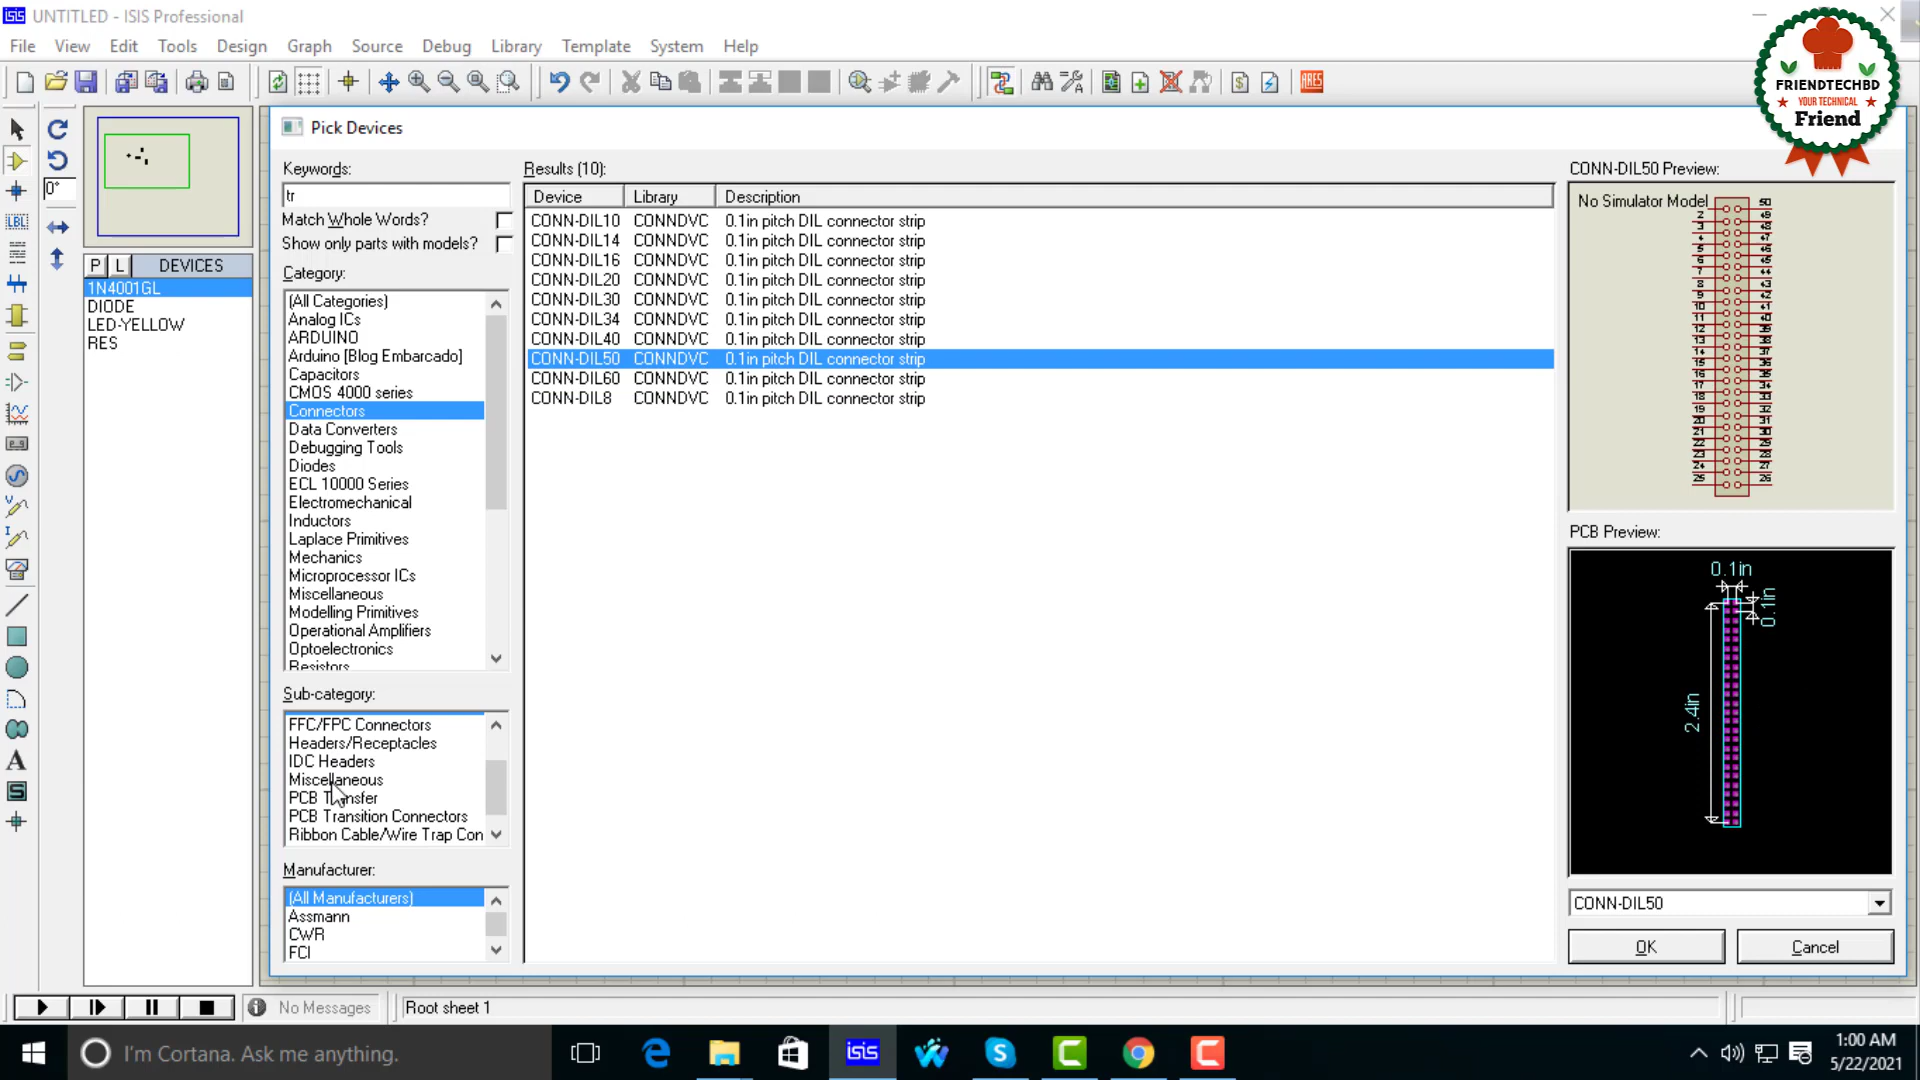 UNTITLED - ISIS Professional
File View Edit Tools Design Graph Source Debug Library Template System Help
FRIENDTECHBD
YOUR TECHNICAL
Friend
Pick Devices
Keywords:
tr
Match Whole Words?
Show only parts with models?
Category:
(All Categories)
Analog ICs
ARDUINO
Arduino [Blog Embarcado]
Capacitors
CMOS 4000 series
Connectors
Data Converters
Debugging Tools
Diodes
ECL 10000 Series
Electromechanical
Inductors
Laplace Primitives
Mechanics
Microprocessor ICs
Miscellaneous
Modelling Primitives
Operational Amplifiers
Optoelectronics
Resistors
Sub-category:
FFC/FPC Connectors
Headers/Receptacles
IDC Headers
Miscellaneous
PCB Transfer
PCB Transition Connectors
Ribbon Cable/Wire Trap Con
Manufacturer:
(All Manufacturers)
Assmann
CWR
FCI
Results (10):
Device Library Description
CONN-DIL10 CONNDVC 0.1in pitch DIL connector strip
CONN-DIL14 CONNDVC 0.1in pitch DIL connector strip
CONN-DIL16 CONNDVC 0.1in pitch DIL connector strip
CONN-DIL20 CONNDVC 0.1in pitch DIL connector strip
CONN-DIL30 CONNDVC 0.1in pitch DIL connector strip
CONN-DIL34 CONNDVC 0.1in pitch DIL connector strip
CONN-DIL40 CONNDVC 0.1in pitch DIL connector strip
CONN-DIL50 CONNDVC 0.1in pitch DIL connector strip
CONN-DIL60 CONNDVC 0.1in pitch DIL connector strip
CONN-DIL8 CONNDVC 0.1in pitch DIL connector strip
CONN-DIL50 Preview:
No Simulator Model
PCB Preview:
0.1in
0.1in
2.4in
CONN-DIL50
OK Cancel
0°
LBL
P L DEVICES
1N4001GL
DIODE
LED-YELLOW
RES
A
S
ARES
No Messages
Root sheet 1
I'm Cortana. Ask me anything.
isis
1:00 AM
5/22/2021